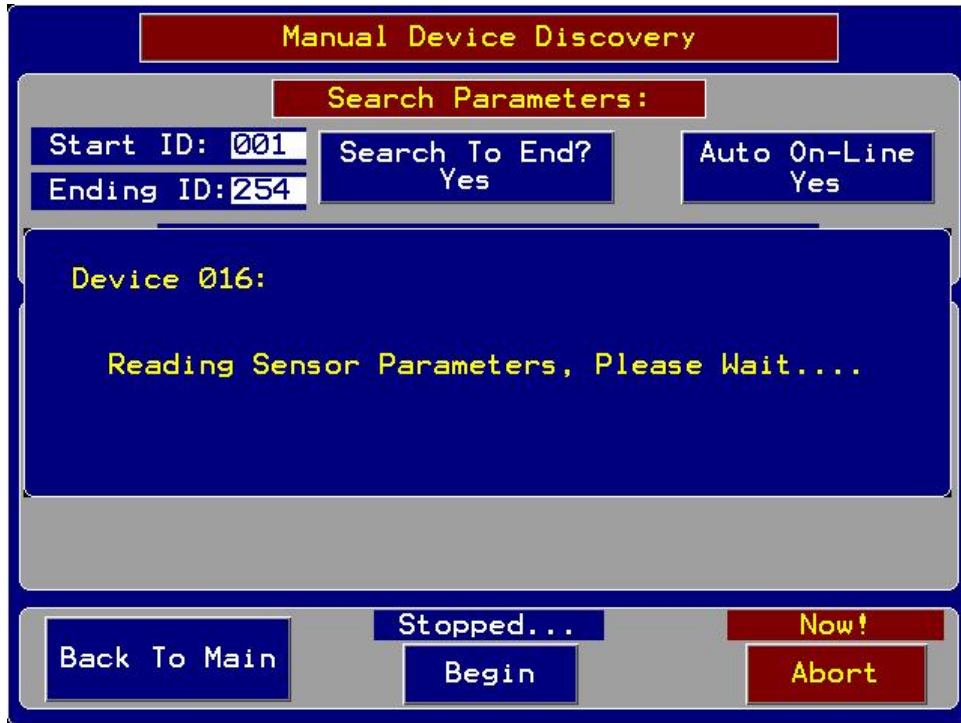 Manual Device Discovery
Search Parameters:
Start ID: 001
Ending ID: 254
Search To End?
Yes
Auto On-Line
Yes
Device 016:
Reading Sensor Parameters, Please Wait....
Back To Main
Stopped...
Begin
Now!
Abort